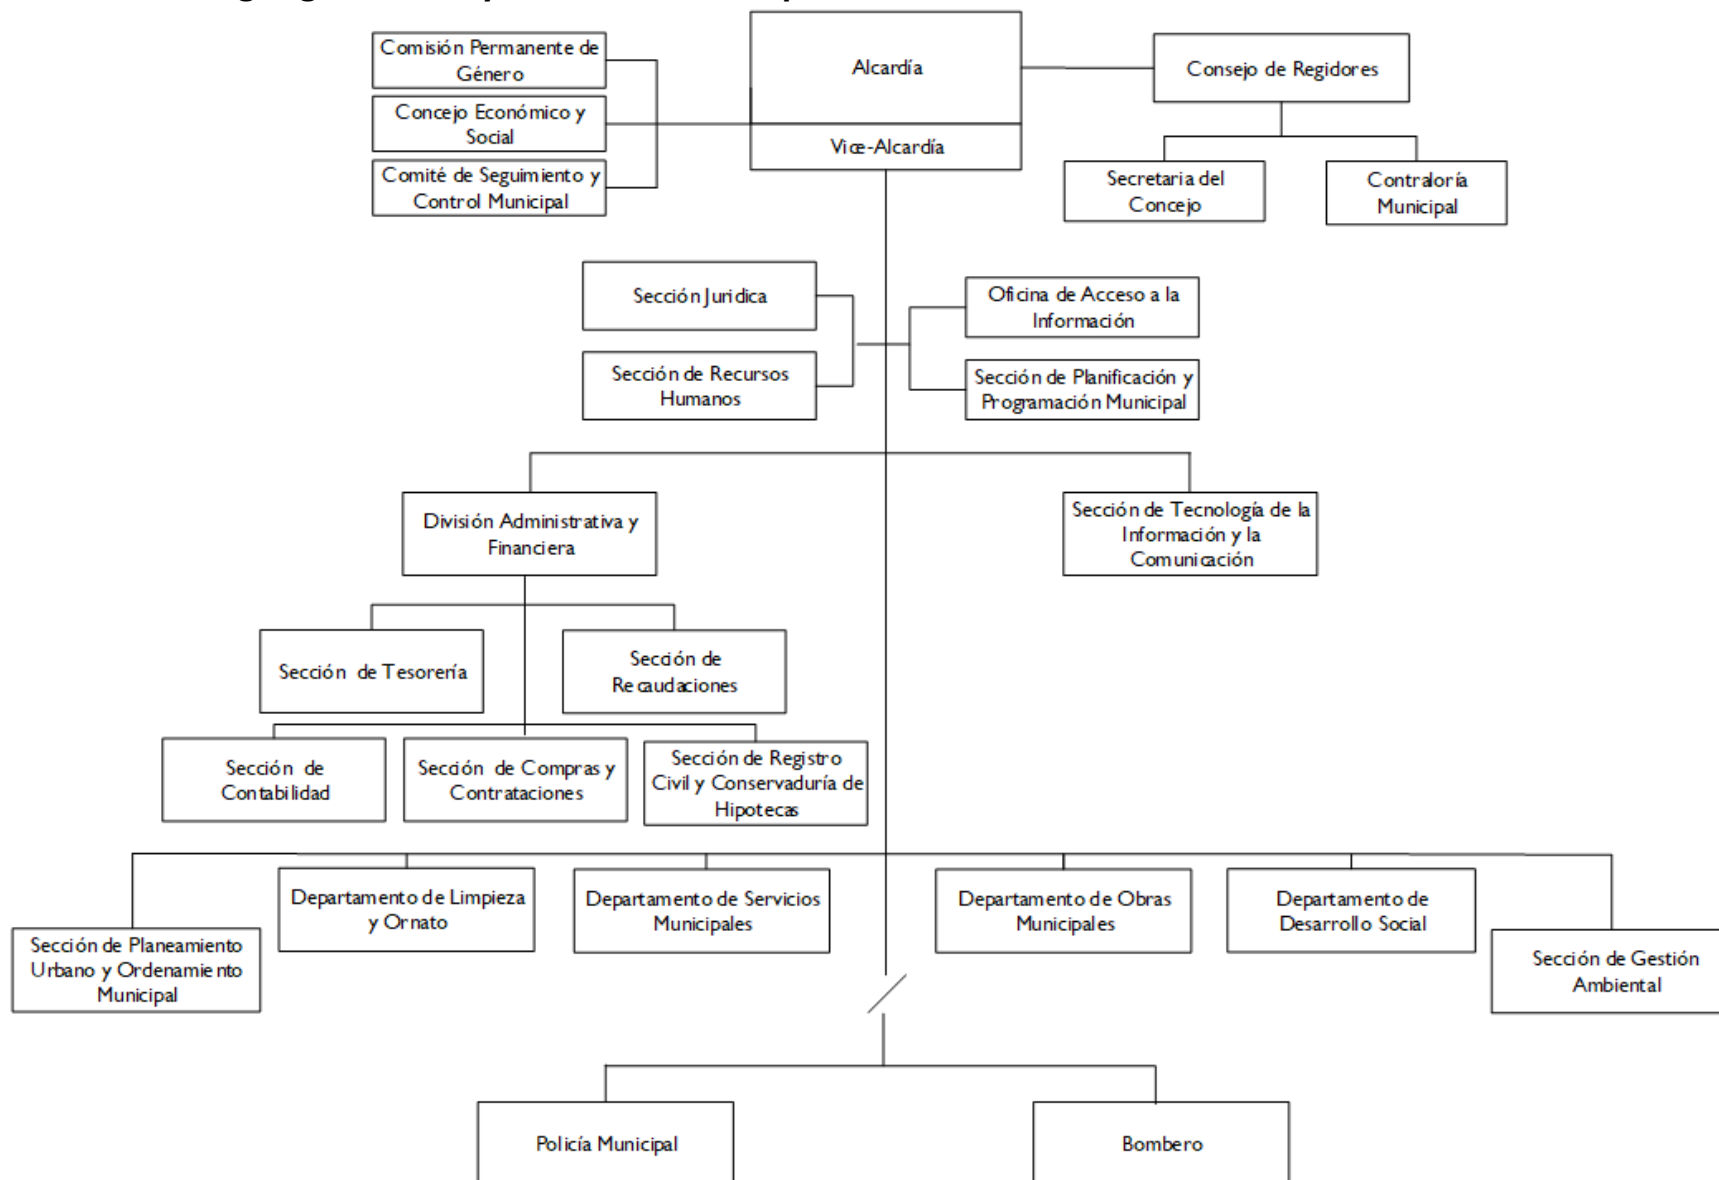 Comisión Permanente de
Género
Concejo Económico y
Social
Comité de Seguimiento y
Control Municipal
Alcardía
Vice-Alcardía
Consejo de Regidores
Secretaria del
Concejo
Contraloría
Municipal
Sección Juridica
Sección de Recursos
Humanos
Oficina de Acceso a la
Información
Sección de Planificación y
Programación Municipal
División Administrativa y
Financiera
Sección de Tecnología de la
Información y la
Comunicación
Sección de Tesorería
Sección de
Recaudaciones
Sección de
Contabilidad
Sección de Compras y
Contrataciones
Sección de Registro
Civil y Conservaduría de
Hipotecas
Sección de Planeamiento
Urbano y Ordenamiento
Municipal
Departamento de Limpieza
y Ornato
Departamento de Servicios
Municipales
Departamento de Obras
Municipales
Departamento de
Desarrollo Social
Sección de Gestión
Ambiental
Policía Municipal
Bombero